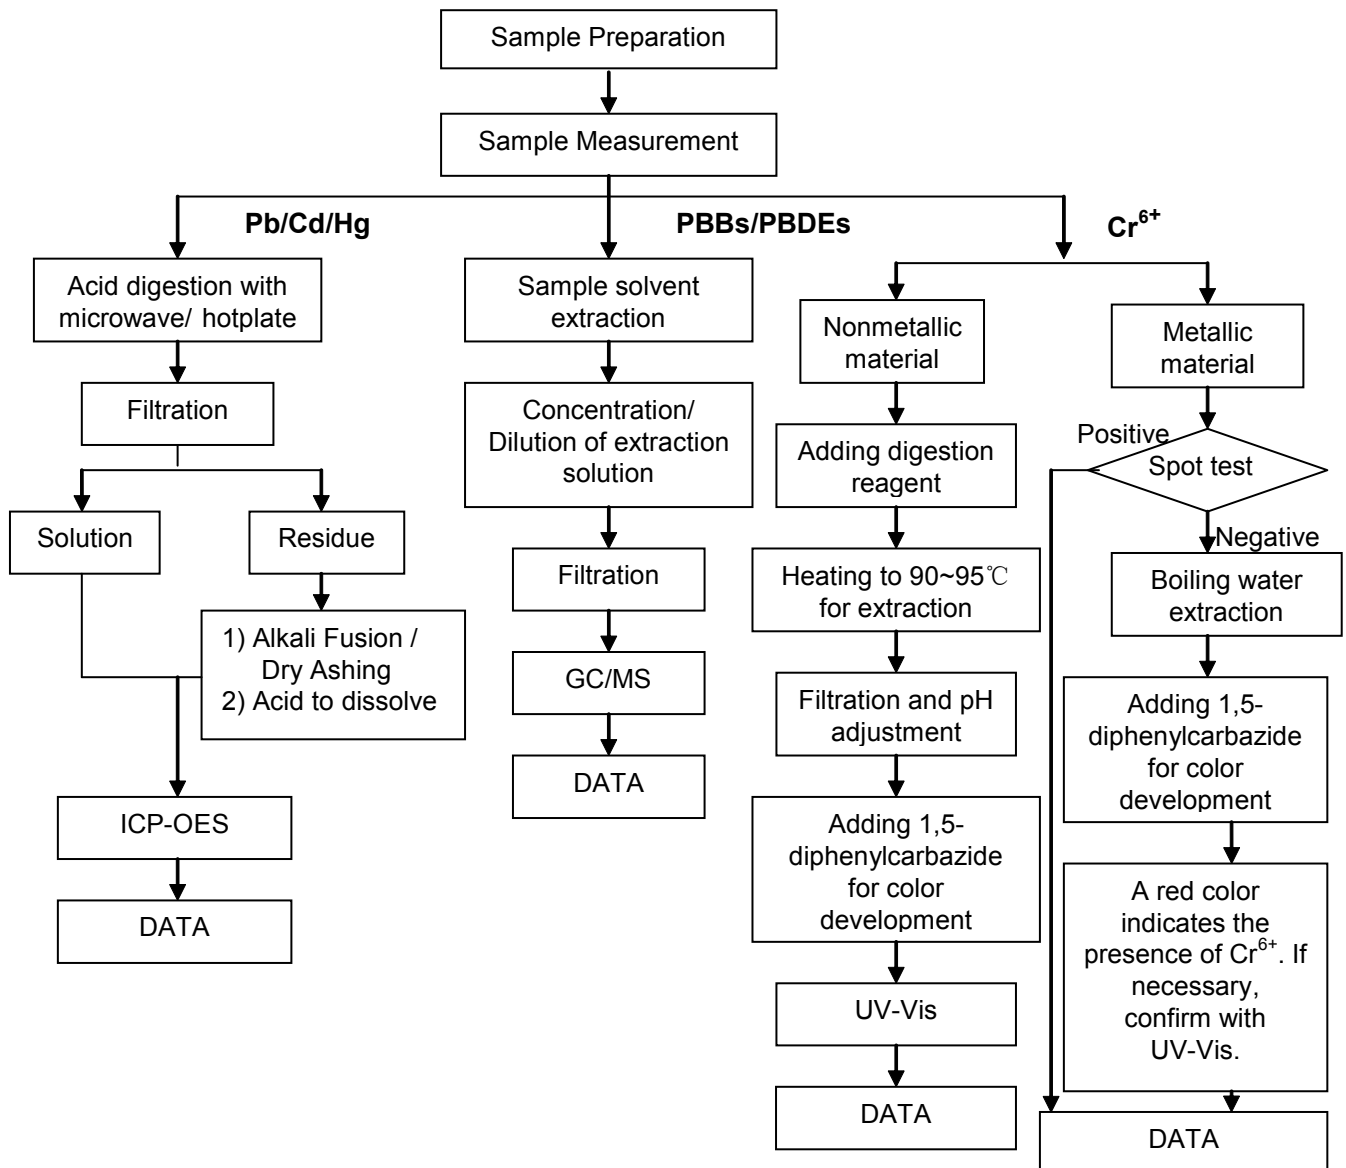 Sample Preparation
Sample Measurement
Pb/Cd/Hg
PBBs/PBDEs
Cr⁶⁺
Acid digestion with
microwave/ hotplate
Filtration
Solution
Residue
1) Alkali Fusion /
Dry Ashing
2) Acid to dissolve
ICP-OES
DATA
Sample solvent
extraction
Concentration/
Dilution of extraction
solution
Filtration
GC/MS
DATA
Nonmetallic
material
Adding digestion
reagent
Heating to 90~95℃
for extraction
Filtration and pH
adjustment
Adding 1,5-
diphenylcarbazide
for color
development
UV-Vis
DATA
Metallic
material
Positive
Spot test
Negative
Boiling water
extraction
Adding 1,5-
diphenylcarbazide
for color
development
A red color
indicates the
presence of Cr⁶⁺. If
necessary,
confirm with
UV-Vis.
DATA